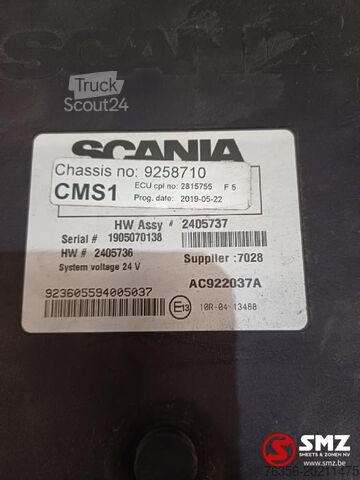 SCANIA
Truck
Scout24
SCANIA
Chassis no: 9258710
CMS1
ECU cpl no: 2815755 F 5
Prog. date: 2019-05-22
HW Assy # 2405737
Serial # 1905070138
HW # 2405736
Supplier :7028
System voltage 24 V
AC922037A
923605594005037
E13
10R-04 13488
SMZ
SMEETS & ZONEN NV
www.smz.be